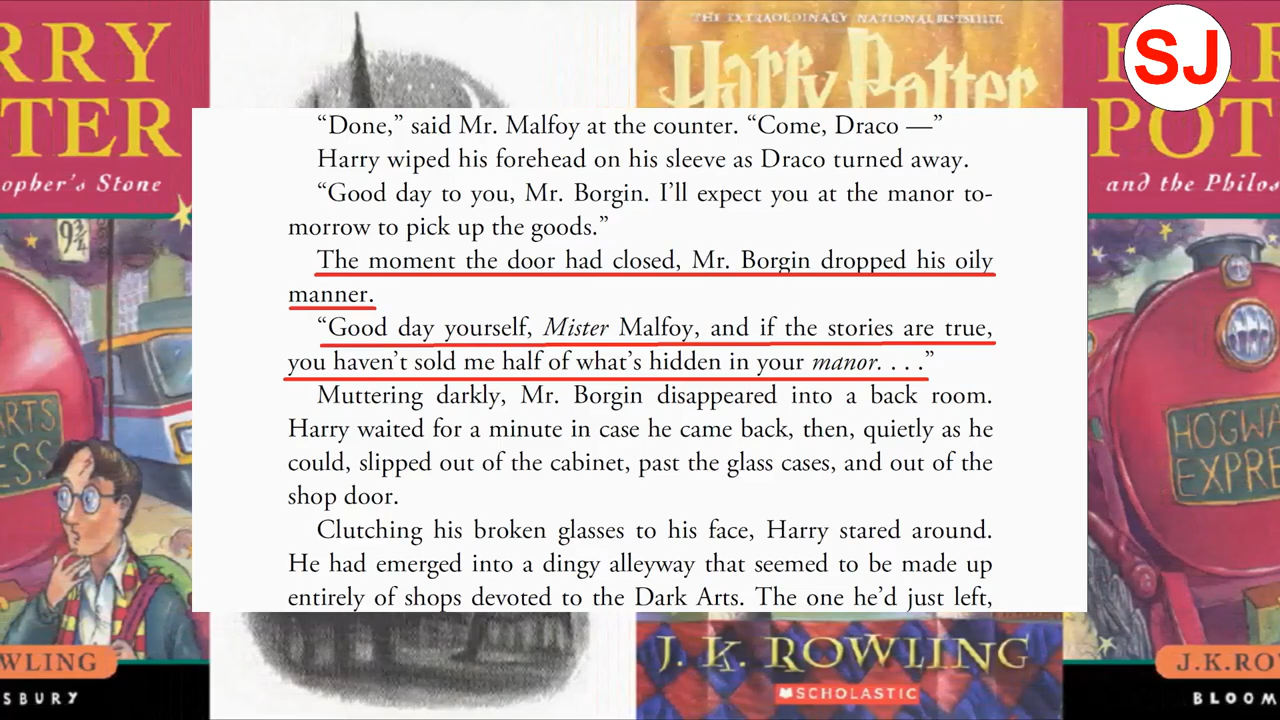 RRY
TER
opher's Stone
9¾
ARTS
ESS
WLING
SBURY
THE EXTRAORDINARY NATIONAL BESTSELLER
Harry Potter
SJ
"Done," said Mr. Malfoy at the counter. "Come, Draco —"
Harry wiped his forehead on his sleeve as Draco turned away.
"Good day to you, Mr. Borgin. I'll expect you at the manor to-
morrow to pick up the goods."
The moment the door had closed, Mr. Borgin dropped his oily
manner.
"Good day yourself, Mister Malfoy, and if the stories are true,
you haven't sold me half of what's hidden in your manor. . . ."
Muttering darkly, Mr. Borgin disappeared into a back room.
Harry waited for a minute in case he came back, then, quietly as he
could, slipped out of the cabinet, past the glass cases, and out of the
shop door.
Clutching his broken glasses to his face, Harry stared around.
He had emerged into a dingy alleyway that seemed to be made up
entirely of shops devoted to the Dark Arts. The one he'd just left,
J. K. ROWLING
SCHOLASTIC
POT
and the Philos
HOGWA
EXPRE
J.K.RO
BLOOM